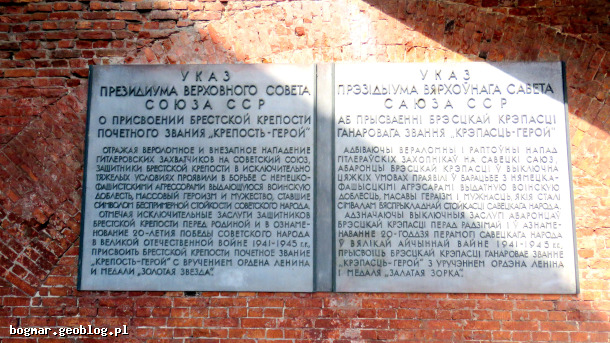 УКАЗ
ПРЕЗИДИУМА ВЕРХОВНОГО СОВЕТА
СОЮЗА ССР
О ПРИСВОЕНИИ БРЕСТСКОЙ КРЕПОСТИ
ПОЧЕТНОГО ЗВАНИЯ „КРЕПОСТЬ-ГЕРОЙ"
ОТРАЖАЯ ВЕРОЛОМНОЕ И ВНЕЗАПНОЕ НАПАДЕНИЕ
ГИТЛЕРОВСКИХ ЗАХВАТЧИКОВ НА СОВЕТСКИЙ СОЮЗ,
ЗАЩИТНИКИ БРЕСТСКОЙ КРЕПОСТИ В ИСКЛЮЧИТЕЛЬНО
ТЯЖЕЛЫХ УСЛОВИЯХ ПРОЯВИЛИ В БОРЬБЕ С НЕМЕЦКО-
ФАШИСТСКИМИ АГРЕССОРАМИ ВЫДАЮЩУЮСЯ ВОИНСКУЮ
ДОБЛЕСТЬ, МАССОВЫЙ ГЕРОИЗМ И МУЖЕСТВО, СТАВШИЕ
СИМВОЛОМ БЕСПРИМЕРНОЙ СТОЙКОСТИ СОВЕТСКОГО НАРОДА.
ОТМЕЧАЯ ИСКЛЮЧИТЕЛЬНЫЕ ЗАСЛУГИ ЗАЩИТНИКОВ
БРЕСТСКОЙ КРЕПОСТИ ПЕРЕД РОДИНОЙ И В ОЗНАМЕНО-
ВАНИЕ 20-ЛЕТИЯ ПОБЕДЫ СОВЕТСКОГО НАРОДА
В ВЕЛИКОЙ ОТЕЧЕСТВЕННОЙ ВОЙНЕ 1941-1945 г.г.,
ПРИСВОИТЬ БРЕСТСКОЙ КРЕПОСТИ ПОЧЕТНОЕ ЗВАНИЕ
„КРЕПОСТЬ-ГЕРОЙ" С ВРУЧЕНИЕМ ОРДЕНА ЛЕНИНА
И МЕДАЛИ „ЗОЛОТАЯ ЗВЕЗДА".
УКАЗ
ПРЭЗІДЫУМА ВЯРХОЎНАГА САВЕТА
САЮЗА ССР
АБ ПРЫСВАЕННІ БРЭСЦКАЙ КРЭПАСЦІ
ГАНАРОВАГА ЗВАННЯ „КРЭПАСЦЬ-ГЕРОЙ"
АДБІВАЮЧЫ ВЕРАЛОМНЫ І РАПТОЎНЫ НАПАД
ГІТЛЕРАЎСКІХ ЗАХОПНІКАЎ НА САВЕЦКІ САЮЗ,
АБАРОНЦЫ БРЭСЦКАЙ КРЭПАСЦІ Ў ВЫКЛЮЧНА
ЦЯЖКІХ УМОВАХ ПРАЯВІЛІ Ў БАРАЦЬБЕ З НЯМЕЦКА-
ФАШЫСЦКІМІ АГРЭСАРАМІ ВЫДАТНУЮ ВОІНСКУЮ
ДОБЛЕСЦЬ, МАСАВЫ ГЕРАІЗМ І МУЖНАСЦЬ, ЯКІЯ СТАЛІ
СІМВАЛАМ БЕСПРЫКЛАДНАЙ СТОЙКАСЦІ САВЕЦКАГА НАРОДА.
АДЗНАЧАЮЧЫ ВЫКЛЮЧНЫЯ ЗАСЛУГІ АБАРОНЦАЎ
БРЭСЦКАЙ КРЭПАСЦІ ПЕРАД РАДЗІМАЙ І Ў АЗНАМЕ-
НАВАННЕ 20-ГОДДЗЯ ПЕРАМОГІ САВЕЦКАГА НАРОДА
Ў ВЯЛІКАЙ АЙЧЫННАЙ ВАЙНЕ 1941-1945 г.г.
ПРЫСВОІЦЬ БРЭСЦКАЙ КРЭПАСЦІ ГАНАРОВАЕ ЗВАННЕ
„КРЭПАСЦЬ-ГЕРОЙ" З УРУЧЭННЕМ ОРДЭНА ЛЕНІНА
І МЕДАЛЯ „ЗАЛАТАЯ ЗОРКА".
bogmar.geoblog.pl